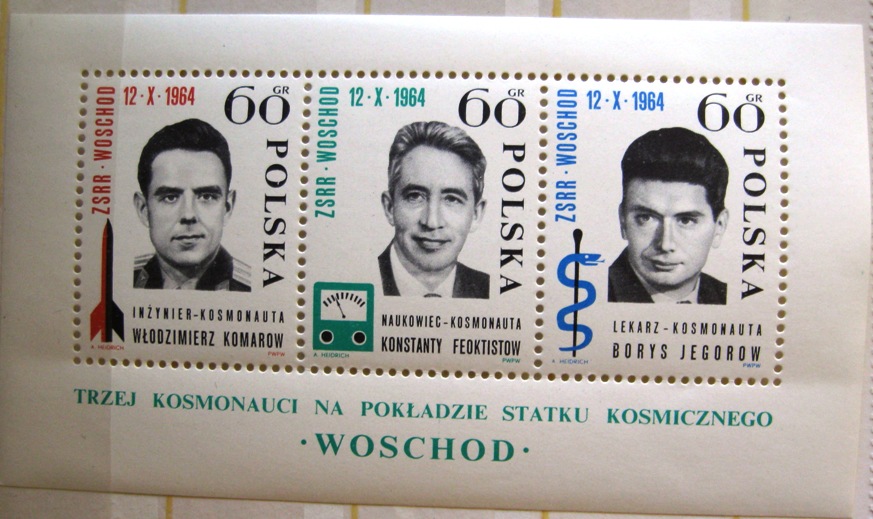 ZSRR · WOSCHOD
12 · X · 1964
60 GR
POLSKA
INŻYNIER-KOSMONAUTA
WŁODZIMIERZ KOMAROW
A. HEIDRICH
PWPW
ZSRR · WOSCHOD
12 · X · 1964
60 GR
POLSKA
NAUKOWIEC-KOSMONAUTA
KONSTANTY FEOKTISTOW
A. HEIDRICH
PWPW
ZSRR · WOSCHOD
12 · X · 1964
60 GR
POLSKA
LEKARZ - KOSMONAUTA
BORYS JEGOROW
A. HEIDRICH
PWPW
TRZEJ KOSMONAUCI NA POKŁADZIE STATKU KOSMICZNEGO
·WOSCHOD·